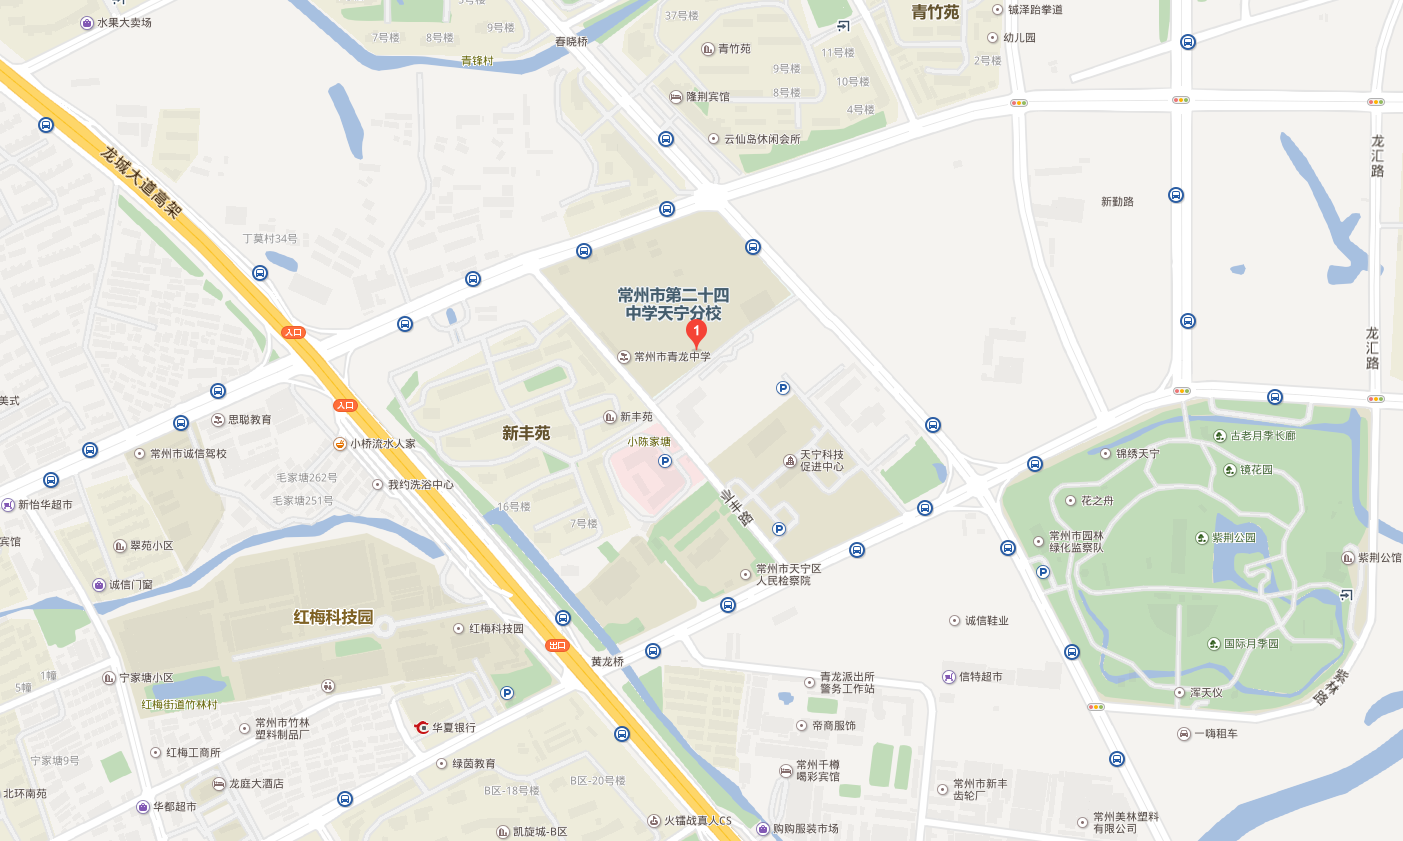 水果大卖场
7号楼
8号楼
9号楼
青锋村
春晓桥
37号楼
青竹苑
9号楼
8号楼
11号楼
10号楼
4号楼
隆荆宾馆
云仙岛休闲会所
青竹苑
铖泽跆拳道
幼儿园
2号楼
龙汇路
新勤路
龙城大道高架
丁莫村34号
入口
常州市第二十四
中学天宁分校
1
常州市青龙中学
龙汇路
入口
美式
思聪教育
小桥流水人家
常州市诚信驾校
毛家塘262号
毛家塘251号
我约洗浴中心
新丰苑
新丰苑
小陈家塘
P
P
天宁科技
促进中心
古老月季长廊
锦绣天宁
镜花园
花之舟
新怡华超市
16号楼
7号楼
长丰路
P
宾馆
翠苑小区
诚信门窗
常州市园林
绿化监察队
紫荆公园
紫荆公馆
P
常州市天宁区
人民检察院
红梅科技园
红梅科技园
出口
黄龙桥
诚信鞋业
国际月季园
1幢
5幢
宁家塘小区
红梅街道竹林村
P
青龙派出所
警务工作站
信特超市
浑天仪
紫林路
常州市竹林
塑料制品厂
华夏银行
帝商服饰
一嗨租车
红梅工商所
宁家塘9号
绿茵教育
B区-18号楼
B区-20号楼
常州千樽
喝彩宾馆
龙庭大酒店
常州市新丰
齿轮厂
北环南苑
华都超市
凯旋城-B区
火镭战真人CS
购购服装市场
常州美林塑料
有限公司